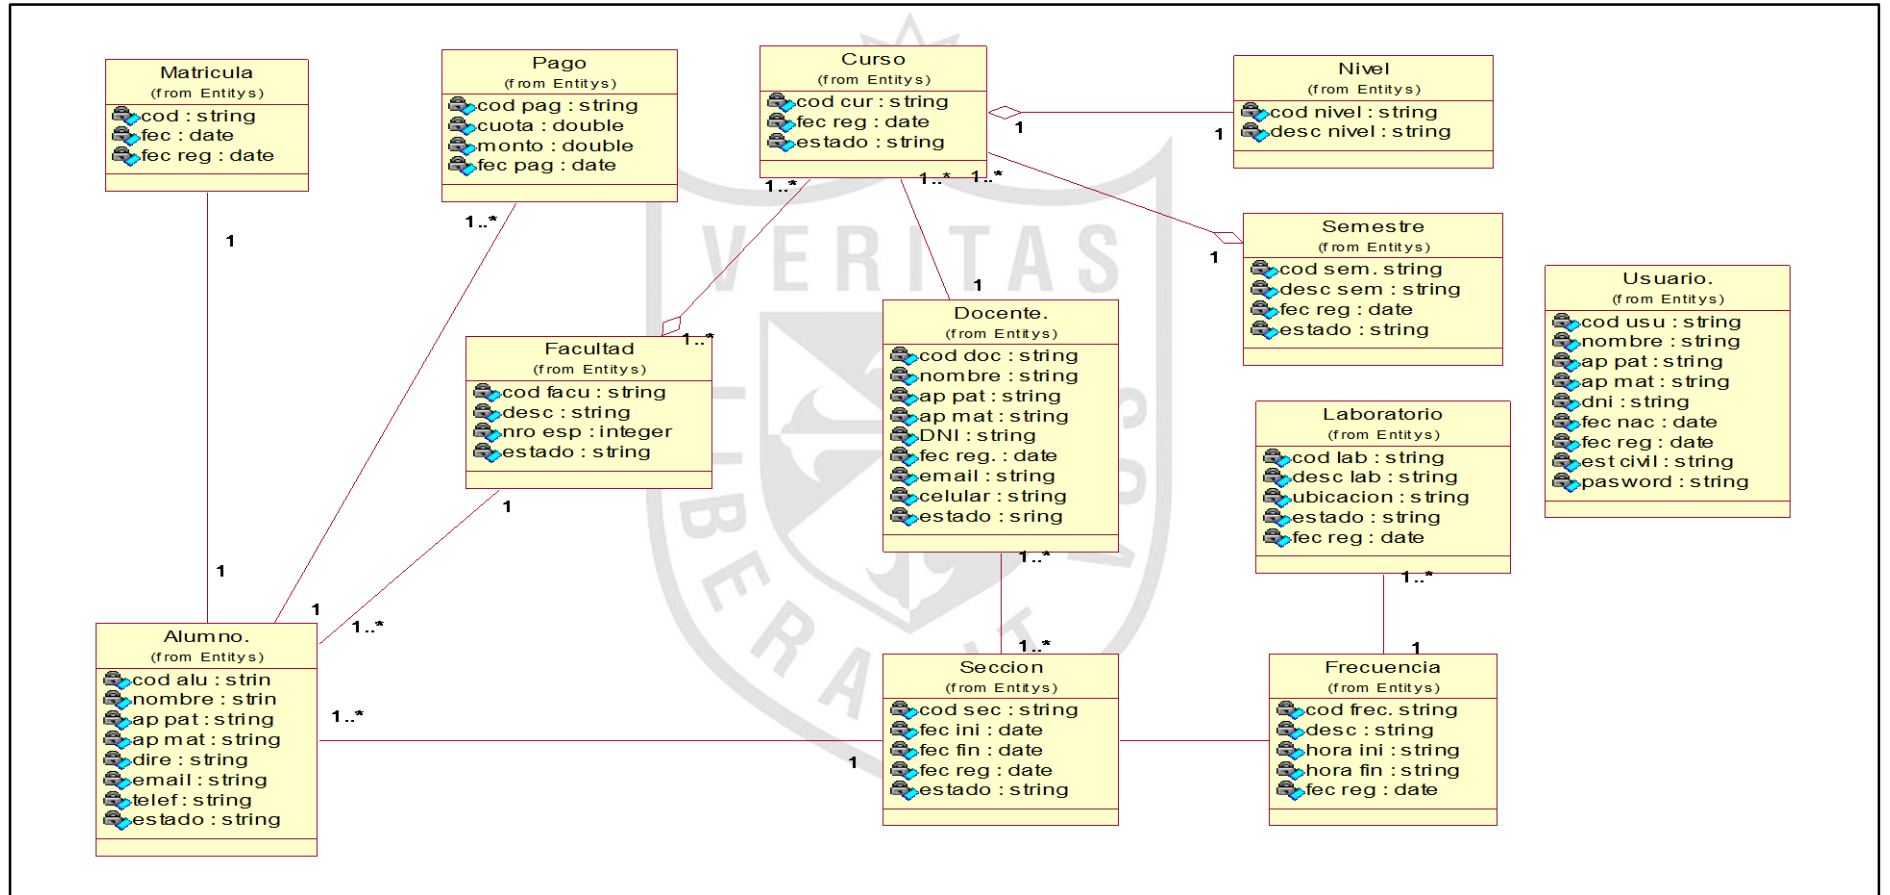 Matricula
(from Entitys)
cod : string
fec : date
fec reg : date
Pago
(from Entitys)
cod pag : string
cuota : double
monto : double
fec pag : date
Curso
(from Entitys)
cod cur : string
fec reg : date
estado : string
Nivel
(from Entitys)
cod nivel : string
desc nivel : string
1
1
1..*
1..*
1..*
1..*
1
VERITAS
Semestre
(from Entitys)
cod sem. string
desc sem : string
fec reg : date
estado : string
1
1
Usuario.
(from Entitys)
cod usu : string
nombre : string
ap pat : string
ap mat : string
dni : string
fec nac : date
fec reg : date
est civil : string
pasword : string
Facultad
(from Entitys)
cod facu : string
desc : string
nro esp : integer
estado : string
1..*
1
Docente.
(from Entitys)
cod doc : string
nombre : string
ap pat : string
ap mat : string
DNI : string
fec reg. : date
email : string
celular : string
estado : sring
Laboratorio
(from Entitys)
cod lab : string
desc lab : string
ubicacion : string
estado : string
fec reg : date
LIBERABIT
VOS
1..*
1..*
1
1
1..*
1..*
1
Alumno.
(from Entitys)
cod alu : strin
nombre : strin
ap pat : string
ap mat : string
dire : string
email : string
telef : string
estado : string
1..*
1
Seccion
(from Entitys)
cod sec : string
fec ini : date
fec fin : date
fec reg : date
estado : string
Frecuencia
(from Entitys)
cod frec. string
desc : string
hora ini : string
hora fin : string
fec reg : date